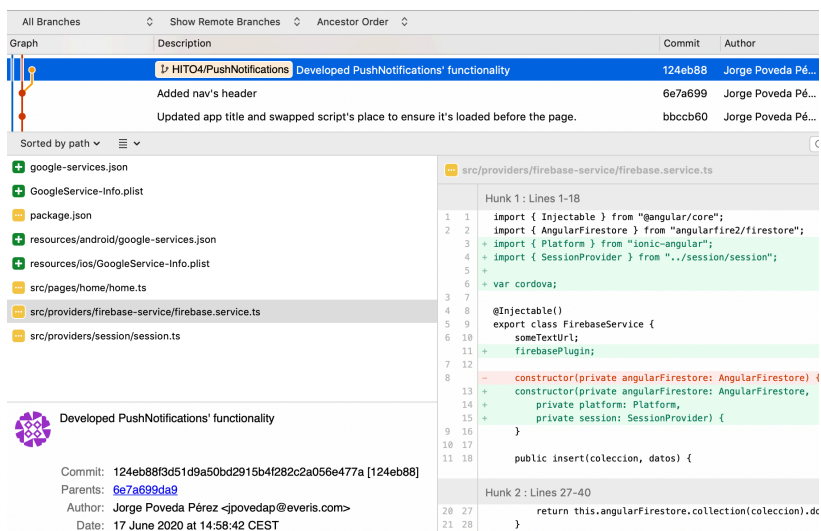 All Branches Show Remote Branches Ancestor Order
Graph Description Commit Author
HITO4/PushNotifications Developed PushNotifications' functionality 124eb88 Jorge Poveda Pé...
Added nav's header 6e7a699 Jorge Poveda Pé...
Updated app title and swapped script's place to ensure it's loaded before the page. bbccb60 Jorge Poveda Pé...
Sorted by path
google-services.json
GoogleService-Info.plist
package.json
resources/android/google-services.json
resources/ios/GoogleService-Info.plist
src/pages/home/home.ts
src/providers/firebase-service/firebase.service.ts
src/providers/session/session.ts
Developed PushNotifications' functionality
Commit: 124eb88f3d51d9a50bd2915b4f282c2a056e477a [124eb88]
Parents: 6e7a699da9
Author: Jorge Poveda Pérez <jpovedap@everis.com>
Date: 17 June 2020 at 14:58:42 CEST
src/providers/firebase-service/firebase.service.ts
Hunk 1 : Lines 1-18
1 1 import { Injectable } from "@angular/core";
2 2 import { AngularFirestore } from "angularfire2/firestore";
3 + import { Platform } from "ionic-angular";
4 + import { SessionProvider } from "../session/session";
5 +
6 + var cordova;
3 7
4 8 @Injectable()
5 9 export class FirebaseService {
6 10 someTextUrl;
11 + firebasePlugin;
7 12
8 - constructor(private angularFirestore: AngularFirestore) {
13 + constructor(private angularFirestore: AngularFirestore,
14 + private platform: Platform,
15 + private session: SessionProvider) {
9 16 }
10 17
11 18 public insert(coleccion, datos) {
Hunk 2 : Lines 27-40
20 27 return this.angularFirestore.collection(coleccion).do
21 28 }